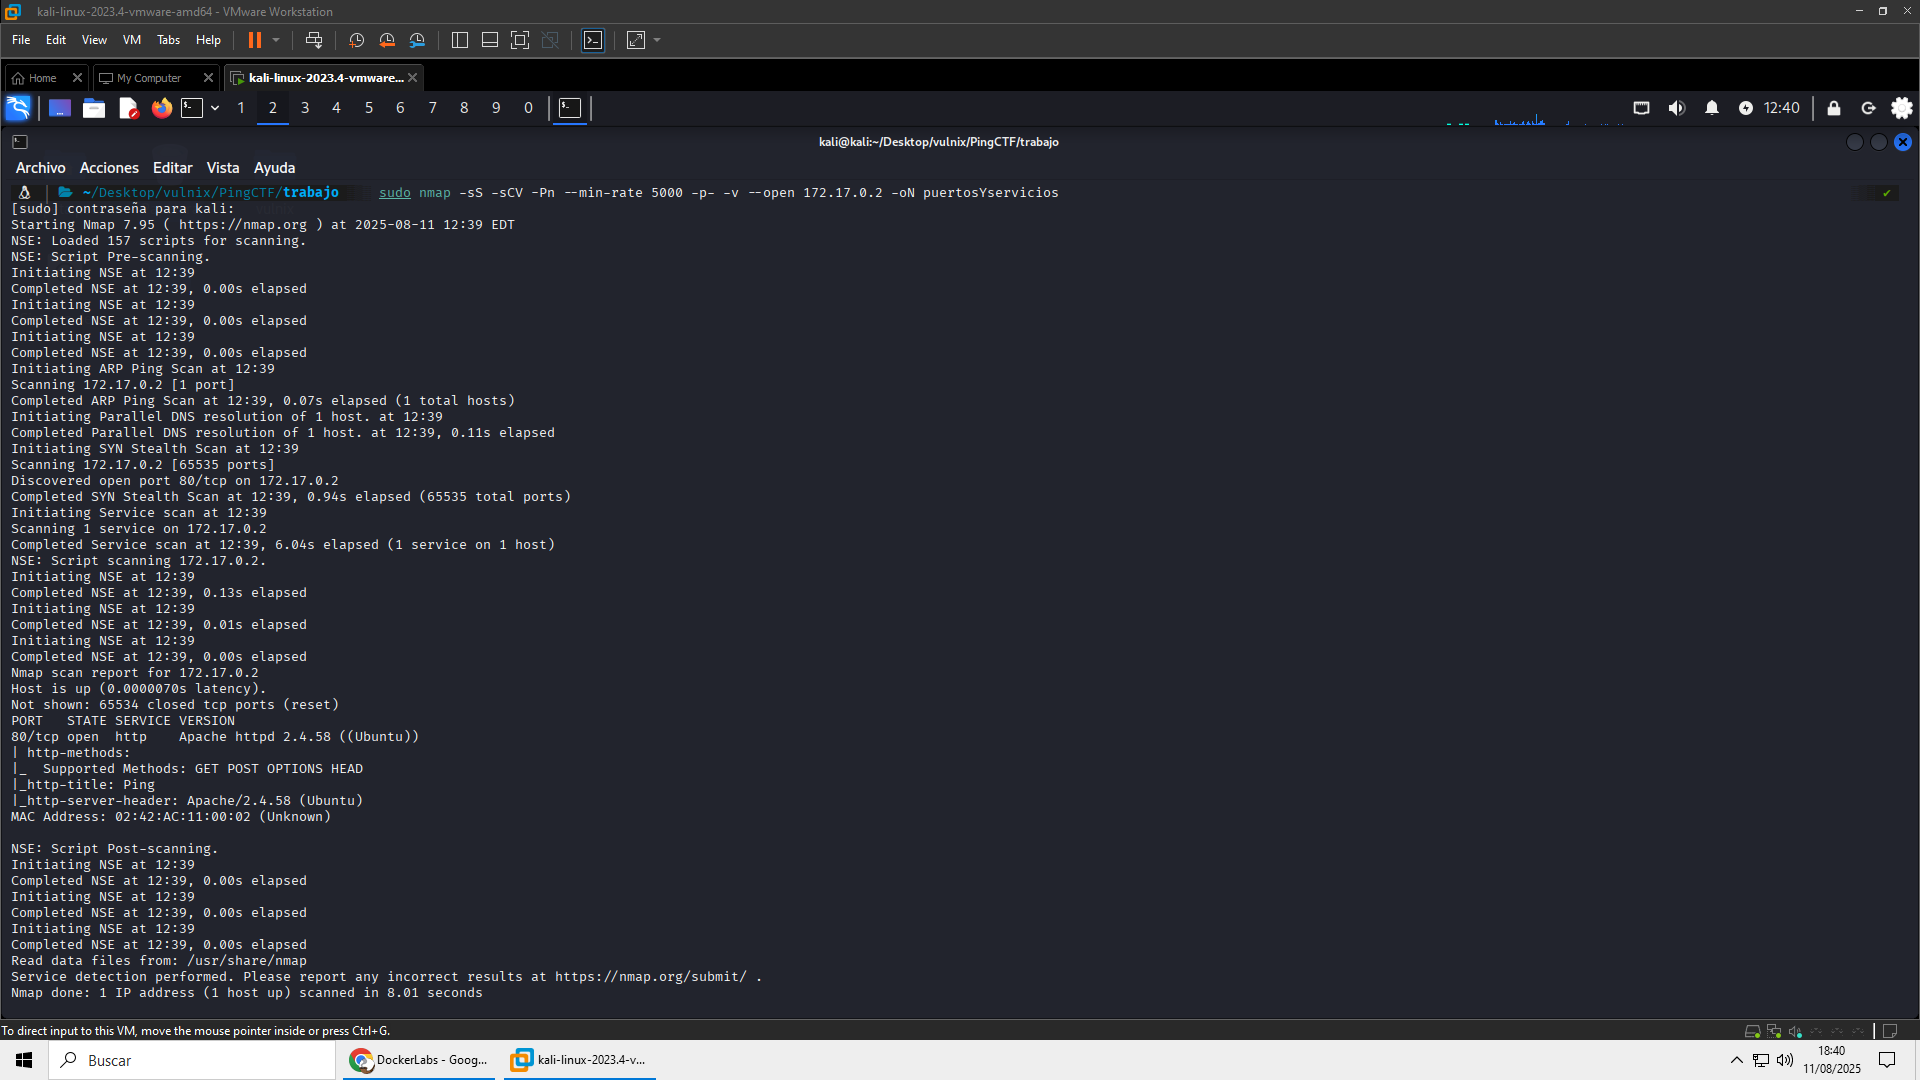 kali-linux-2023.4-vmware-amd64 - VMware Workstation
File Edit View VM Tabs Help
Home My Computer kali-linux-2023.4-vmware...
1 2 3 4 5 6 7 8 9 0 12:40
kali@kali:~/Desktop/vulnix/PingCTF/trabajo
Archivo Acciones Editar Vista Ayuda
~/Desktop/vulnix/PingCTF/trabajo sudo nmap -sS -sCV -Pn --min-rate 5000 -p- -v --open 172.17.0.2 -oN puertosYservicios
[sudo] contraseña para kali:
Starting Nmap 7.95 ( https://nmap.org ) at 2025-08-11 12:39 EDT
NSE: Loaded 157 scripts for scanning.
NSE: Script Pre-scanning.
Initiating NSE at 12:39
Completed NSE at 12:39, 0.00s elapsed
Initiating NSE at 12:39
Completed NSE at 12:39, 0.00s elapsed
Initiating NSE at 12:39
Completed NSE at 12:39, 0.00s elapsed
Initiating ARP Ping Scan at 12:39
Scanning 172.17.0.2 [1 port]
Completed ARP Ping Scan at 12:39, 0.07s elapsed (1 total hosts)
Initiating Parallel DNS resolution of 1 host. at 12:39
Completed Parallel DNS resolution of 1 host. at 12:39, 0.11s elapsed
Initiating SYN Stealth Scan at 12:39
Scanning 172.17.0.2 [65535 ports]
Discovered open port 80/tcp on 172.17.0.2
Completed SYN Stealth Scan at 12:39, 0.94s elapsed (65535 total ports)
Initiating Service scan at 12:39
Scanning 1 service on 172.17.0.2
Completed Service scan at 12:39, 6.04s elapsed (1 service on 1 host)
NSE: Script scanning 172.17.0.2.
Initiating NSE at 12:39
Completed NSE at 12:39, 0.13s elapsed
Initiating NSE at 12:39
Completed NSE at 12:39, 0.01s elapsed
Initiating NSE at 12:39
Completed NSE at 12:39, 0.00s elapsed
Nmap scan report for 172.17.0.2
Host is up (0.0000070s latency).
Not shown: 65534 closed tcp ports (reset)
PORT   STATE SERVICE VERSION
80/tcp open  http    Apache httpd 2.4.58 ((Ubuntu))
| http-methods:
|_  Supported Methods: GET POST OPTIONS HEAD
|_http-title: Ping
|_http-server-header: Apache/2.4.58 (Ubuntu)
MAC Address: 02:42:AC:11:00:02 (Unknown)
NSE: Script Post-scanning.
Initiating NSE at 12:39
Completed NSE at 12:39, 0.00s elapsed
Initiating NSE at 12:39
Completed NSE at 12:39, 0.00s elapsed
Initiating NSE at 12:39
Completed NSE at 12:39, 0.00s elapsed
Read data files from: /usr/share/nmap
Service detection performed. Please report any incorrect results at https://nmap.org/submit/ .
Nmap done: 1 IP address (1 host up) scanned in 8.01 seconds
To direct input to this VM, move the mouse pointer inside or press Ctrl+G.
Buscar DockerLabs - Goog... kali-linux-2023.4-v... 18:40
11/08/2025